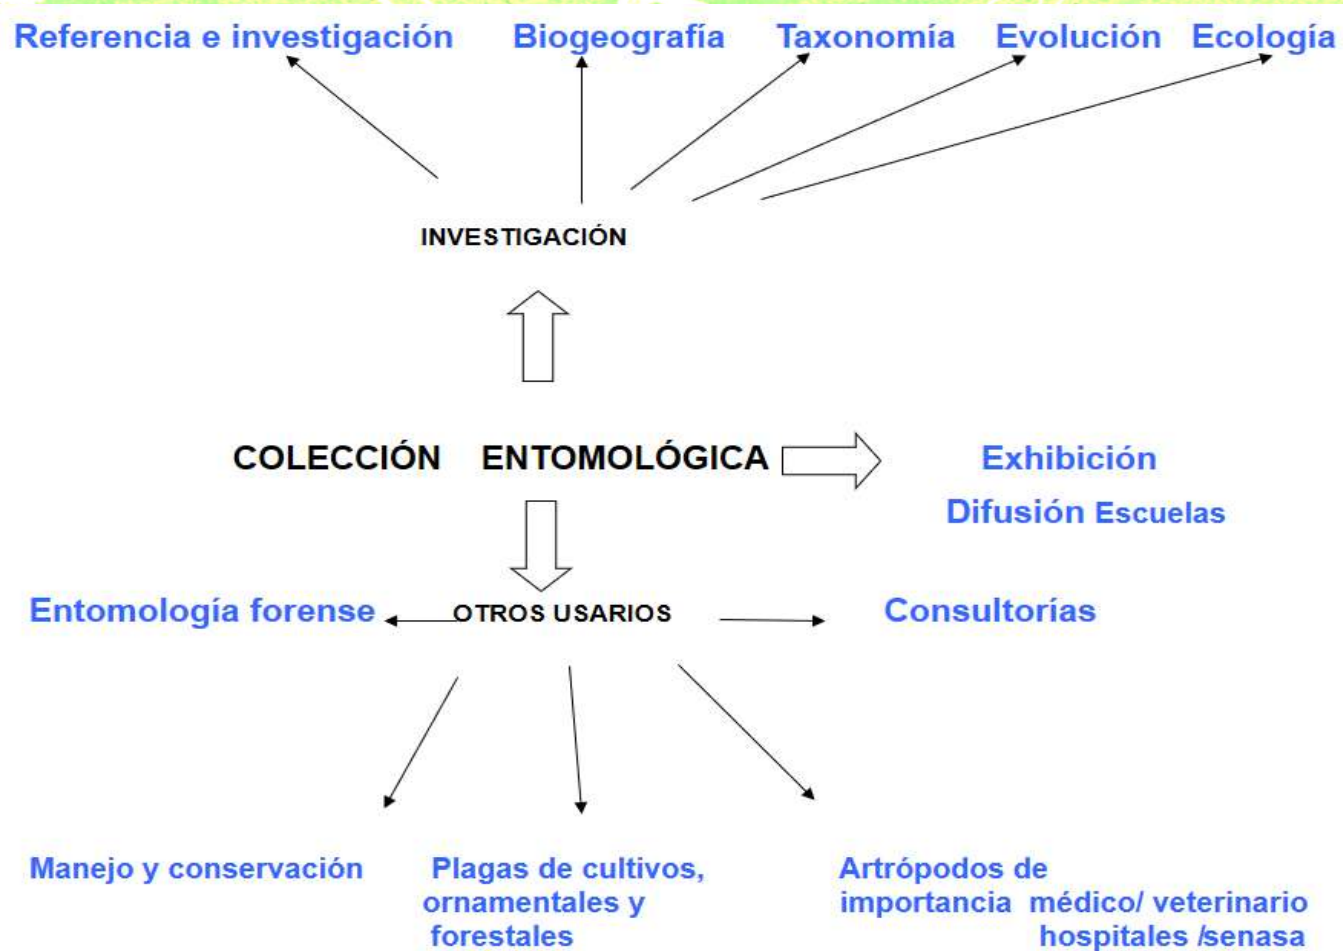 Referencia e investigación Biogeografía Taxonomía Evolución Ecología
INVESTIGACIÓN
COLECCIÓN ENTOMOLÓGICA Exhibición
Difusión Escuelas
Entomología forense OTROS USARIOS Consultorías
Manejo y conservación
Plagas de cultivos,
ornamentales y
forestales
Artrópodos de
importancia médico/ veterinario
hospitales /senasa